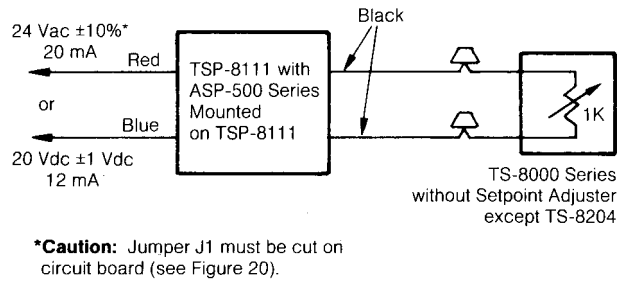 Black
24 Vac ±10%*
20 mA
Red
or
Blue
20 Vdc ±1 Vdc
12 mA
TSP-8111 with
ASP-500 Series
Mounted
on TSP-8111
1K
TS-8000 Series
without Setpoint Adjuster
except TS-8204
*Caution: Jumper J1 must be cut on
circuit board (see Figure 20).